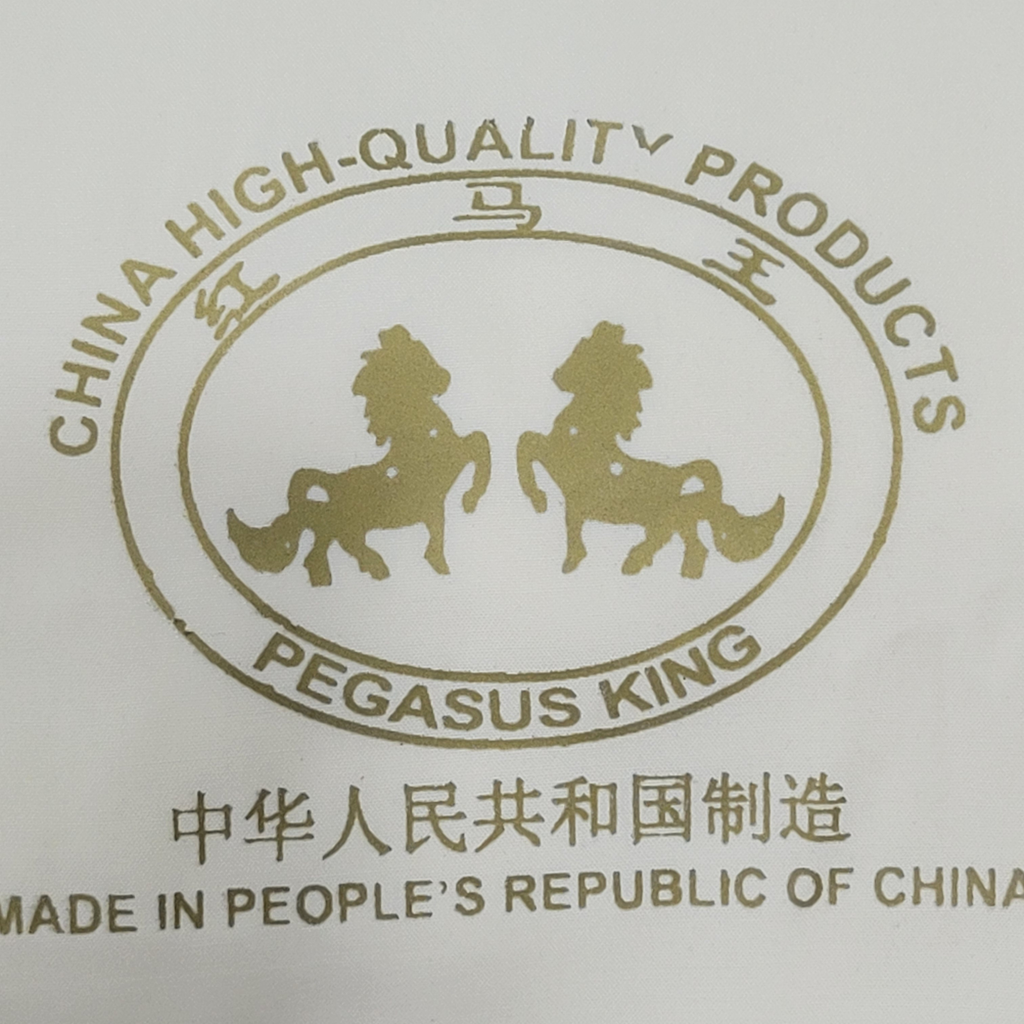 CHINA HIGH-QUALITY PRODUCTS
红马王
PEGASUS KING
中华人民共和国制造
MADE IN PEOPLE'S REPUBLIC OF CHINA